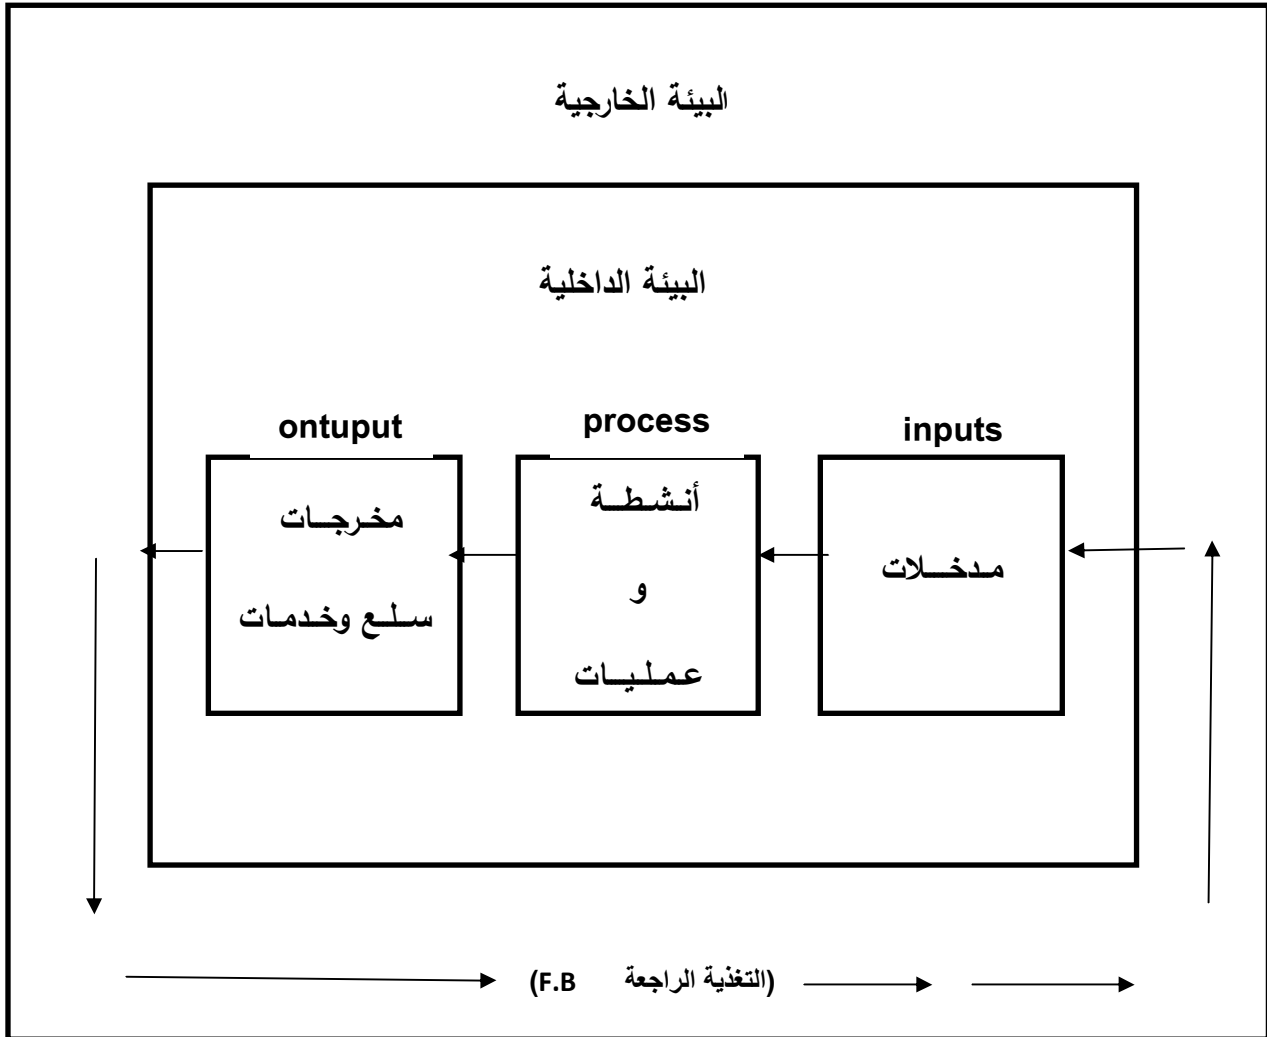 البيئة الخارجية
البيئة الداخلية
inputs
process
ontuput
مدخلات
أنشطة
و
عمليات
مخرجات
سلع وخدمات
(التغذية الراجعة F.B)